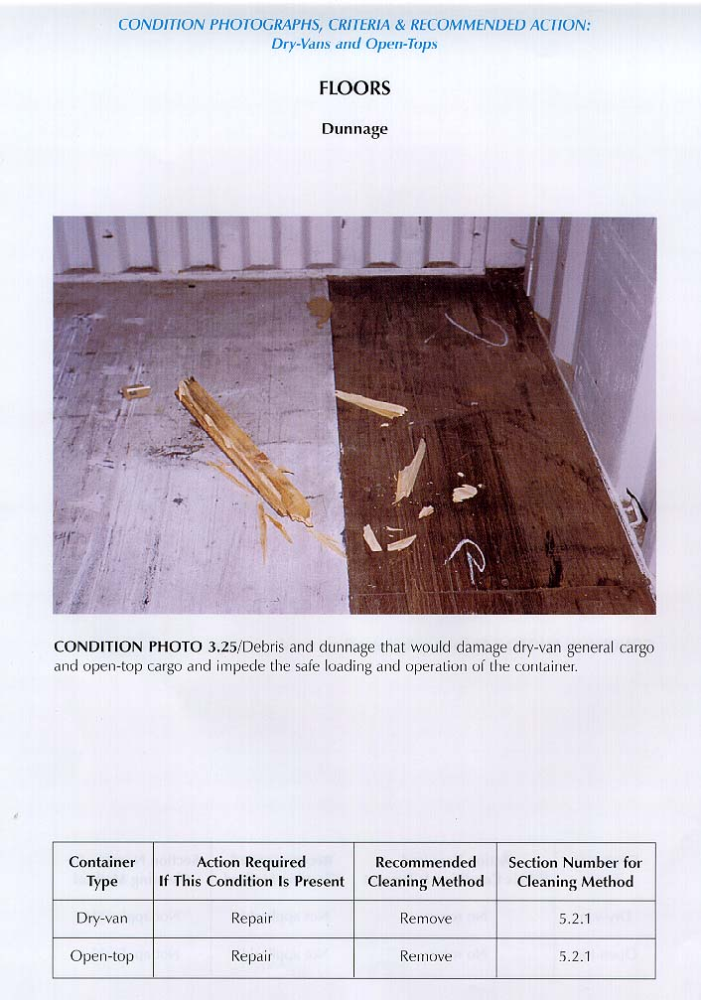 CONDITION PHOTOGRAPHS, CRITERIA & RECOMMENDED ACTION:
Dry-Vans and Open-Tops
FLOORS
Dunnage
CONDITION PHOTO 3.25/Debris and dunnage that would damage dry-van general cargo
and open-top cargo and impede the safe loading and operation of the container.
Container Type | Action Required If This Condition Is Present | Recommended Cleaning Method | Section Number for Cleaning Method
Dry-van | Repair | Remove | 5.2.1
Open-top | Repair | Remove | 5.2.1